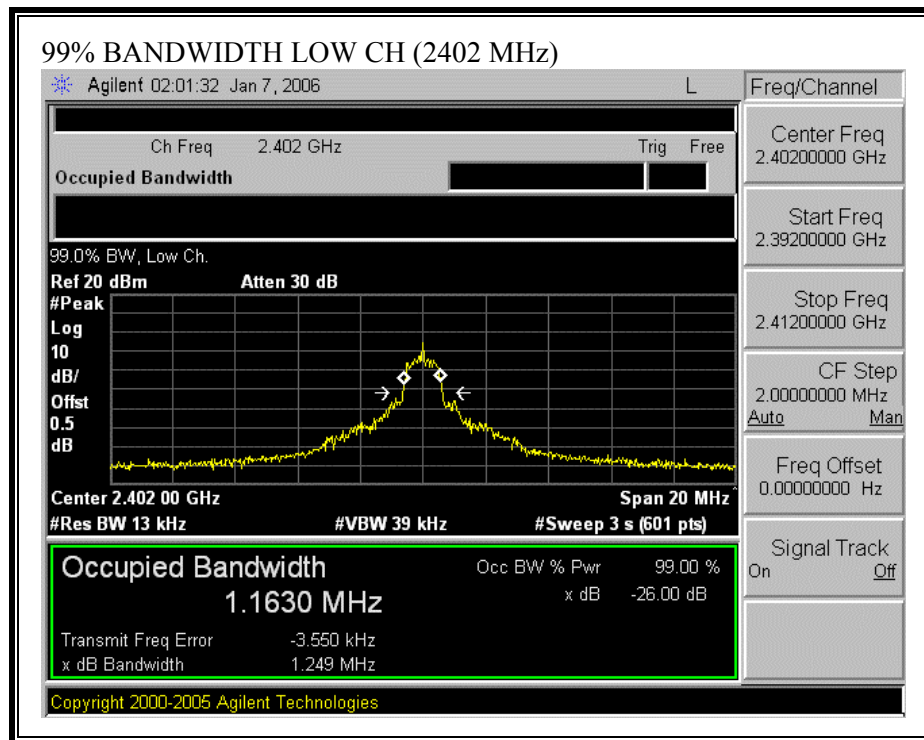 99% BANDWIDTH LOW CH (2402 MHz)
Agilent 02:01:32 Jan 7, 2006 L
Freq/Channel
Ch Freq 2.402 GHz Trig Free
Occupied Bandwidth
Center Freq
2.40200000 GHz
Start Freq
2.39200000 GHz
Stop Freq
2.41200000 GHz
CF Step
2.00000000 MHz
Auto Man
Freq Offset
0.00000000 Hz
Signal Track
On Off
99.0% BW, Low Ch.
Ref 20 dBm Atten 30 dB
#Peak
Log
10
dB/
Offst
0.5
dB
Center 2.402 00 GHz Span 20 MHz
#Res BW 13 kHz #VBW 39 kHz #Sweep 3 s (601 pts)
Occupied Bandwidth
1.1630 MHz
Occ BW % Pwr 99.00 %
x dB -26.00 dB
Transmit Freq Error -3.550 kHz
x dB Bandwidth 1.249 MHz
Copyright 2000-2005 Agilent Technologies